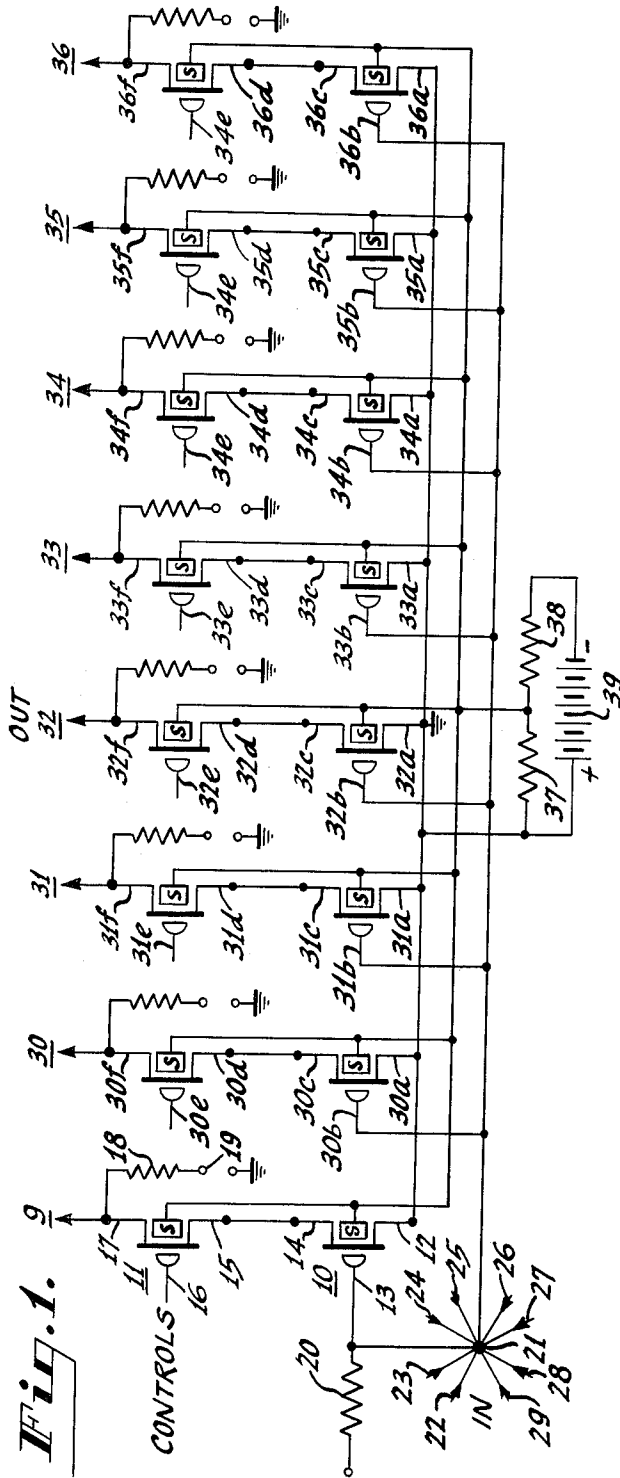 Fig.1.
OUT
9 30 31 32 33 34 35 36
17 18 30f 31f 32f 33f 34f 35f 36f
11 S S S S S S S S
19
CONTROLS 16 30e 31e 32e 33e 34e 34e 34e
15 30d 31d 32d 33d 34d 35d 36d
14 30c 31c 32c 33c 34c 35c 36c
10 S S S S S S S S
13 30b 31b 32b 33b 34b 35b 36b
12 30a 31a 32a 33a 34a 35a 36a
20
23 24 25
22 26
IN 27
29 28 21
37 38
+ 39 -